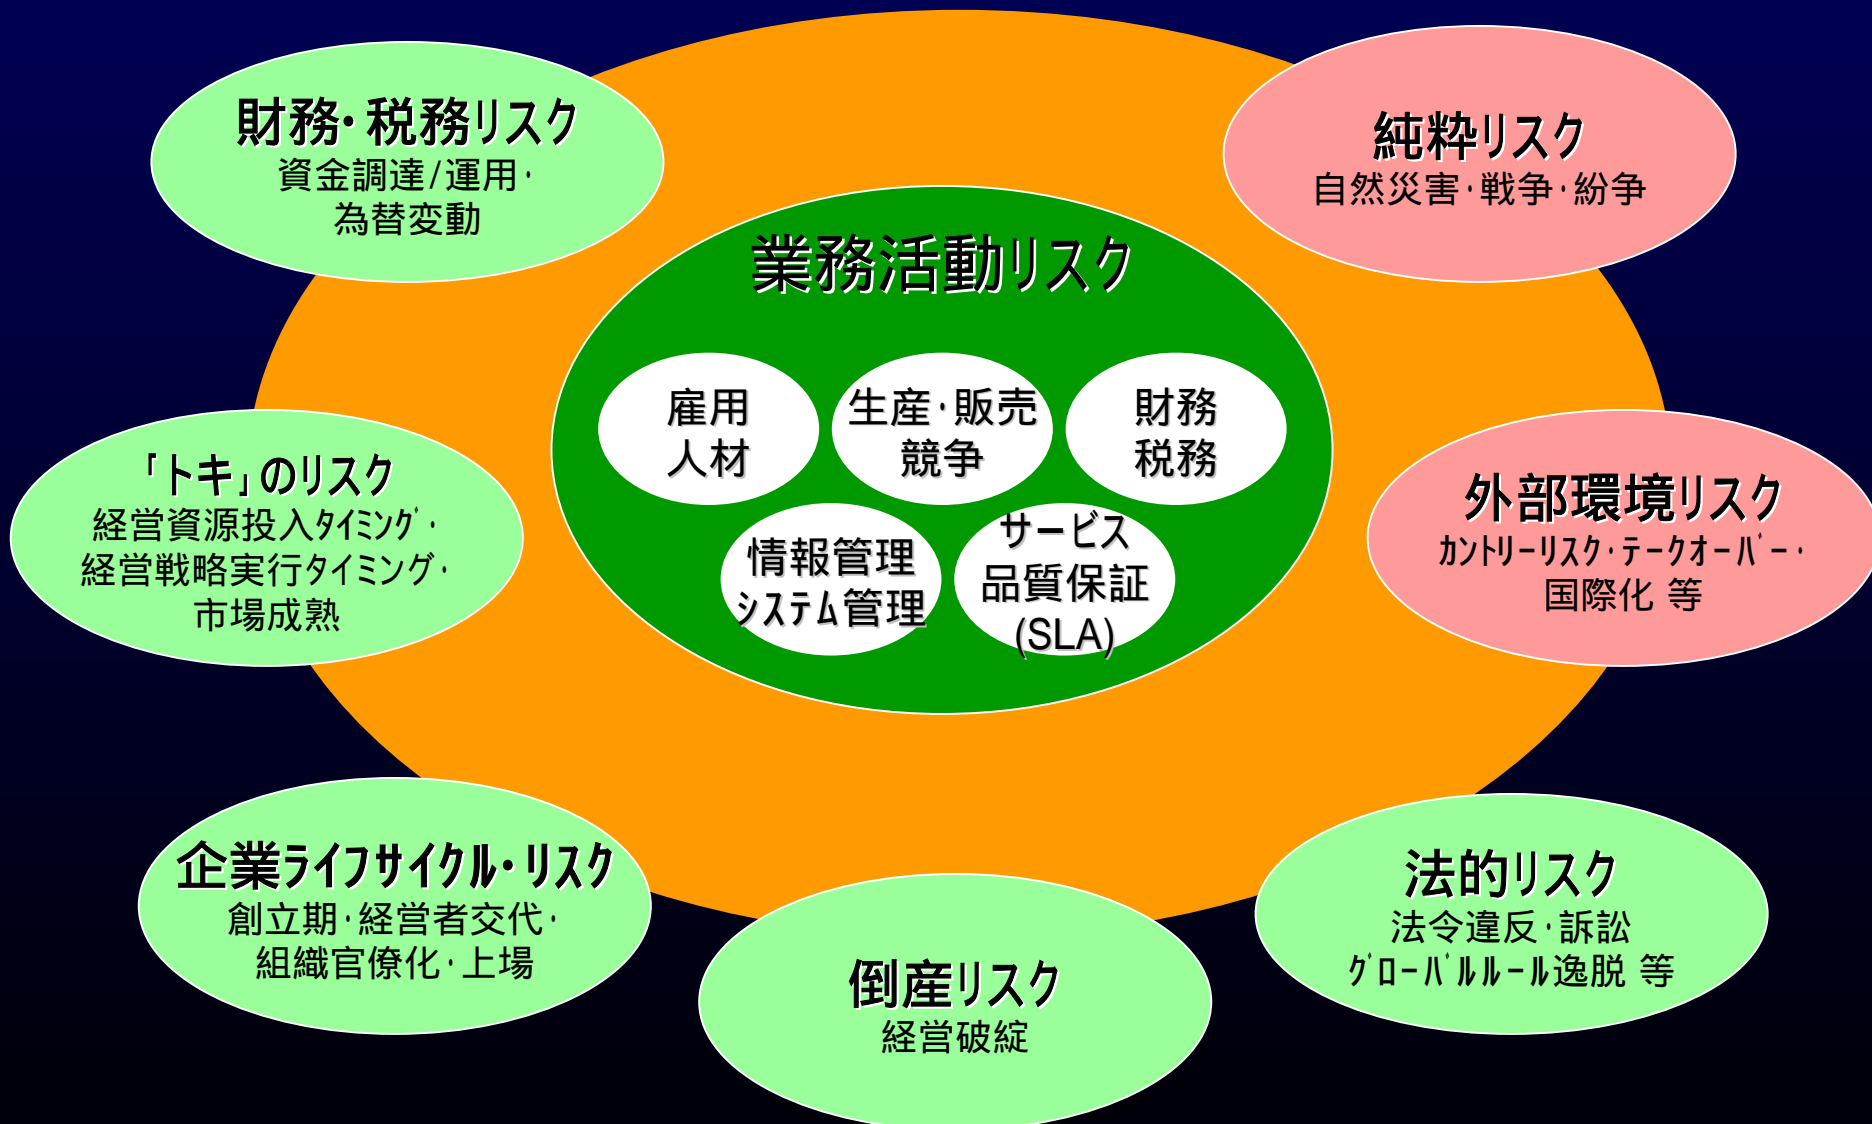 財務・税務リスク
資金調達/運用・
為替変動
純粋リスク
自然災害・戦争・紛争
業務活動リスク
雇用
人材
生産・販売
競争
財務
税務
情報管理
ｼｽﾃﾑ管理
サービス
品質保証
(SLA)
「トキ」のリスク
経営資源投入ﾀｲﾐﾝｸﾞ・
経営戦略実行タイミング・
市場成熟
外部環境リスク
ｶﾝﾄﾘｰﾘｽｸ・ﾃｰｸｵｰﾊﾞｰ・
国際化 等
企業ﾗｲﾌｻｲｸﾙ・ﾘｽｸ
創立期・経営者交代・
組織官僚化・上場
倒産リスク
経営破綻
法的リスク
法令違反・訴訟
ｸﾞﾛｰﾊﾞﾙﾙｰﾙ逸脱 等